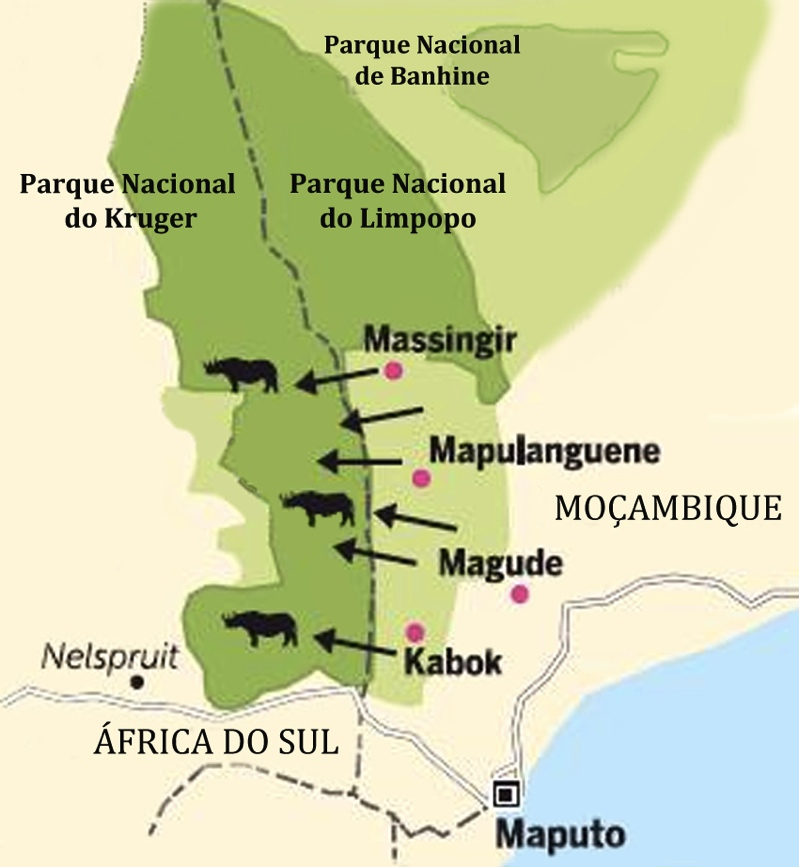 Parque Nacional
de Banhine
Parque Nacional
do Kruger
Parque Nacional
do Limpopo
Massingir
Mapulanguene
MOÇAMBIQUE
Magude
Kabok
Nelspruit
ÁFRICA DO SUL
Maputo